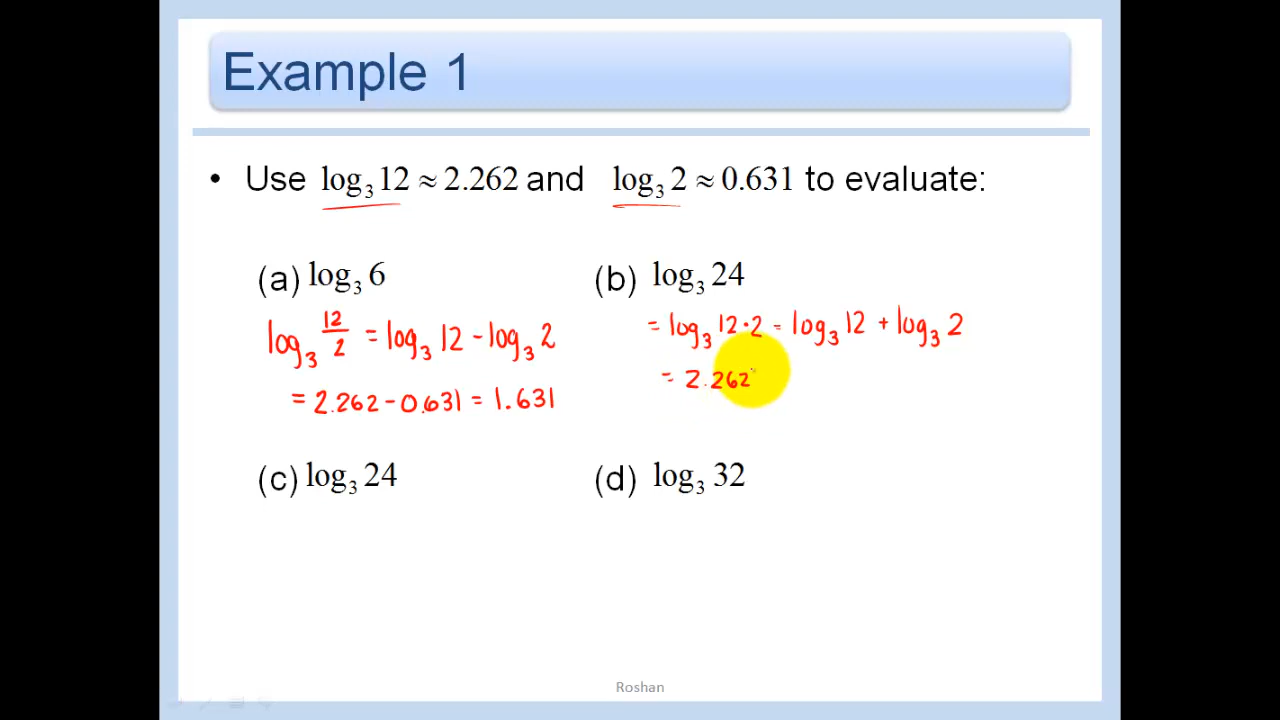 Example 1
• Use log₃ 12 ≈ 2.262 and log₃ 2 ≈ 0.631 to evaluate:
(a) log₃ 6
log₃ 12/2 = log₃ 12 - log₃ 2
= 2.262 - 0.631 = 1.631
(b) log₃ 24
= log₃ 12·2 = log₃ 12 + log₃ 2
= 2.262
(c) log₃ 24
(d) log₃ 32
Roshan